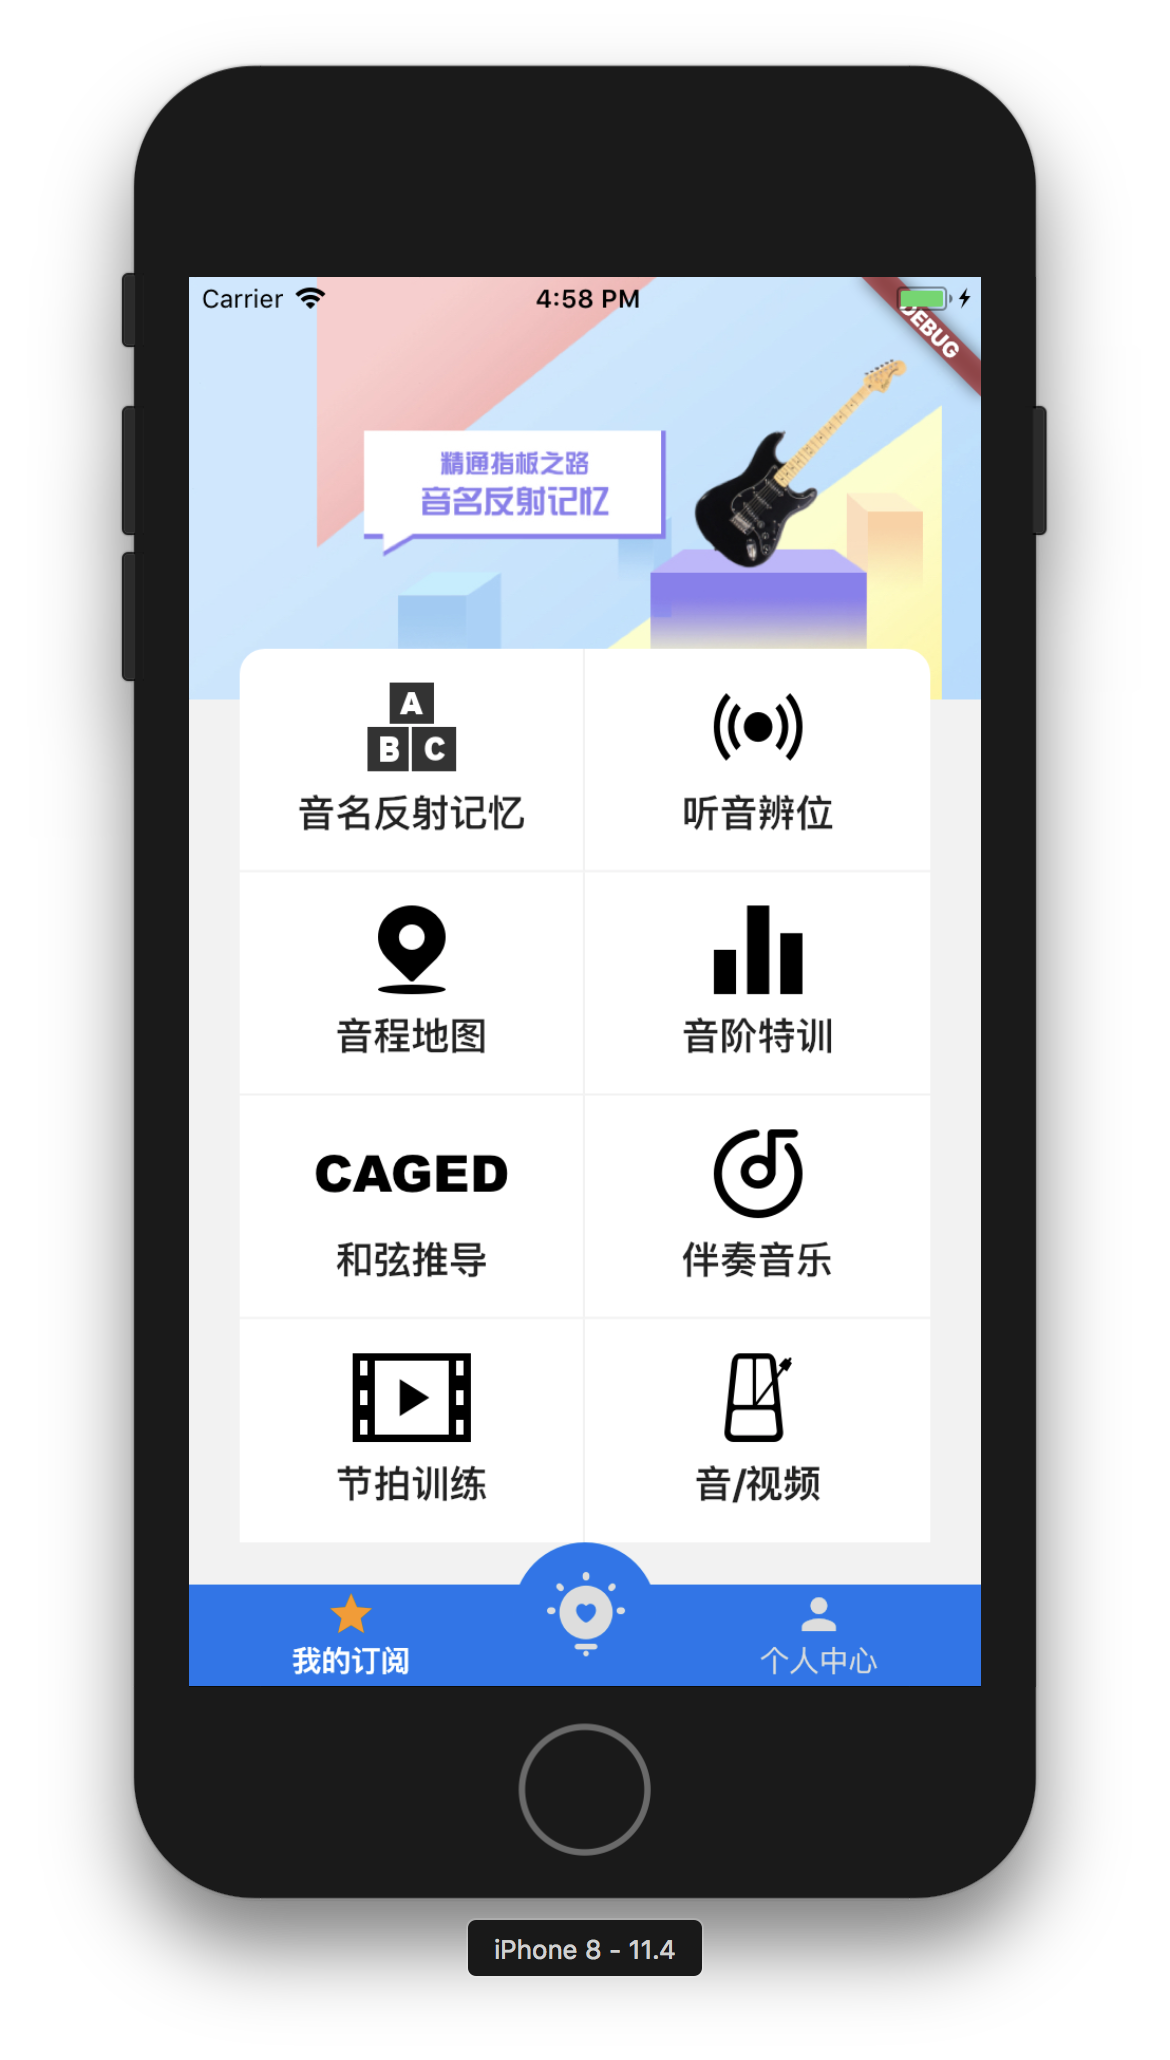 Carrier 4:58 PM
DEBUG
精通指板之路
音名反射记忆
A
B C
音名反射记忆 听音辨位
音程地图 音阶特训
CAGED
和弦推导 伴奏音乐
节拍训练 音/视频
我的订阅 个人中心
iPhone 8 - 11.4